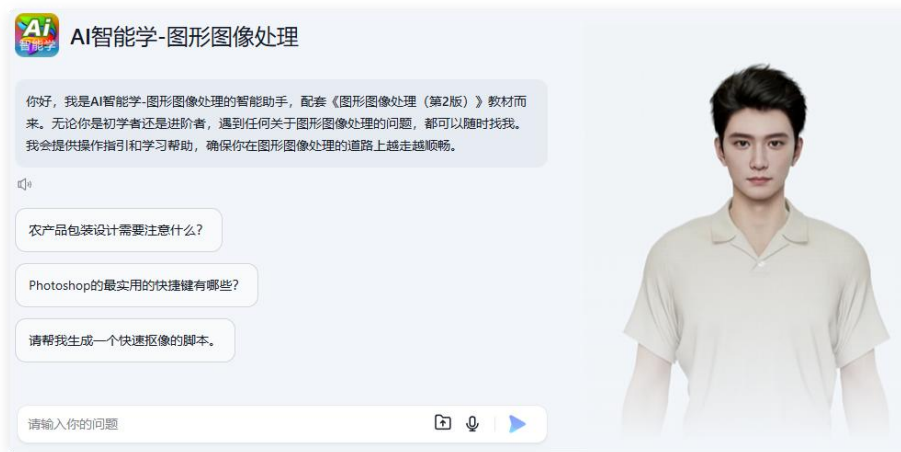 Ai
智能学
AI智能学-图形图像处理
你好，我是AI智能学-图形图像处理的智能助手，配套《图形图像处理（第2版）》教材而
来。无论你是初学者还是进阶者，遇到任何关于图形图像处理的问题，都可以随时找我。
我会提供操作指引和学习帮助，确保你在图形图像处理的道路上越走越顺畅。
农产品包装设计需要注意什么？
Photoshop的最实用的快捷键有哪些？
请帮我生成一个快速抠像的脚本。
请输入你的问题